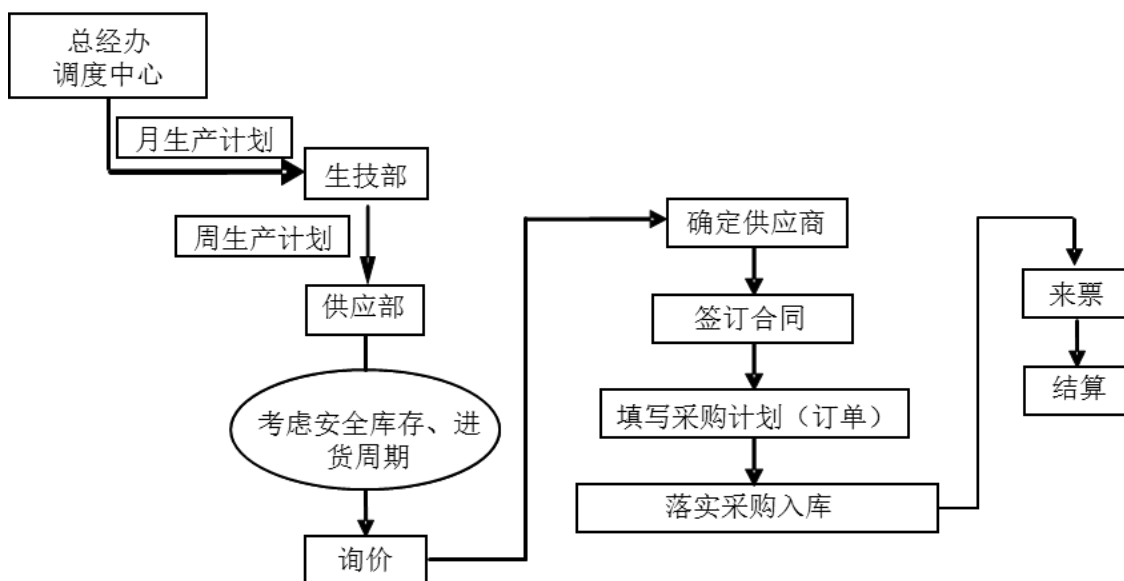 总经办
调度中心
月生产计划
生技部
周生产计划
供应部
考虑安全库存、进
货周期
询价
确定供应商
签订合同
填写采购计划（订单）
落实采购入库
来票
结算